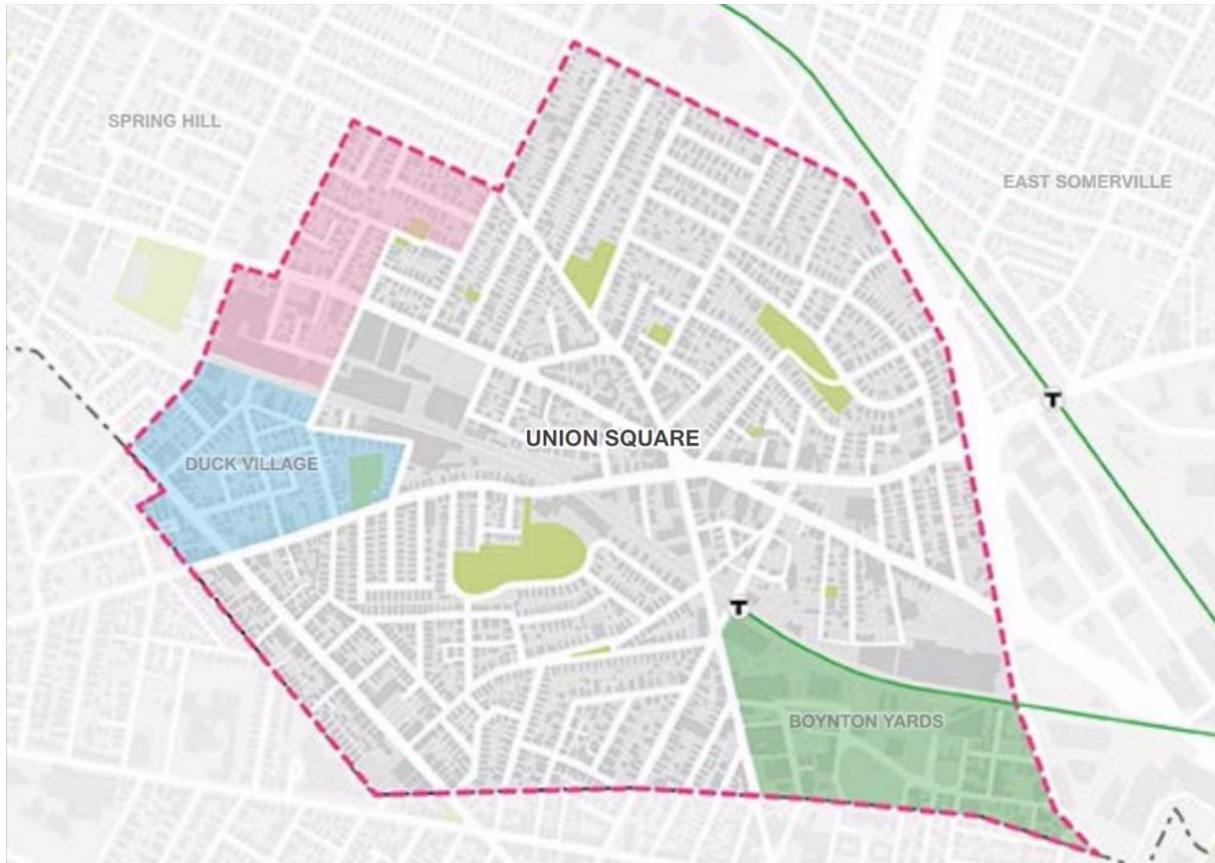 SPRING HILL
EAST SOMERVILLE
T
UNION SQUARE
DUCK VILLAGE
T
BOYNTON YARDS